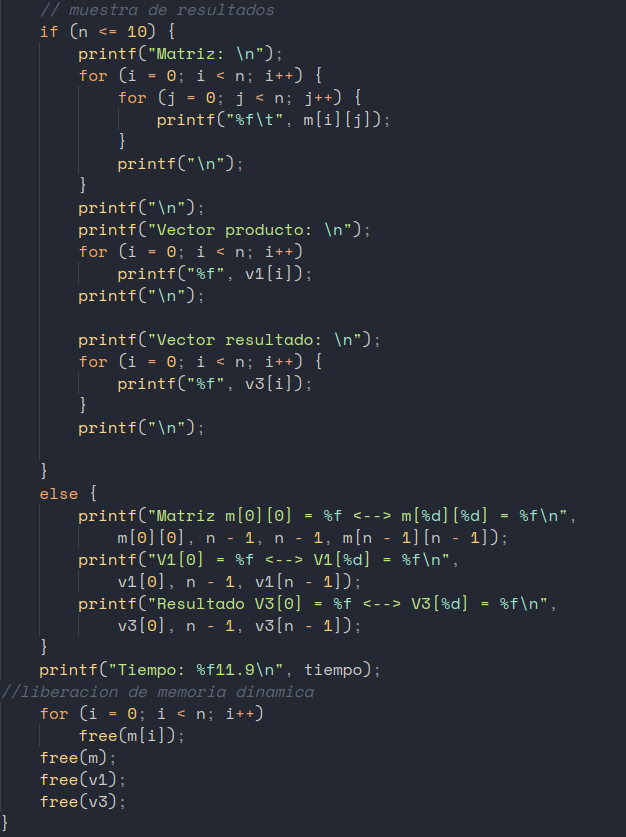 // muestra de resultados
if (n <= 10) {
printf("Matriz: \n");
for (i = 0; i < n; i++) {
for (j = 0; j < n; j++) {
printf("%f\t", m[i][j]);
}
printf("\n");
}
printf("\n");
printf("Vector producto: \n");
for (i = 0; i < n; i++)
printf("%f", v1[i]);
printf("\n");
printf("Vector resultado: \n");
for (i = 0; i < n; i++) {
printf("%f", v3[i]);
}
printf("\n");
}
else {
printf("Matriz m[0][0] = %f <--> m[%d][%d] = %f\n",
m[0][0], n - 1, n - 1, m[n - 1][n - 1]);
printf("V1[0] = %f <--> V1[%d] = %f\n",
v1[0], n - 1, v1[n - 1]);
printf("Resultado V3[0] = %f <--> V3[%d] = %f\n",
v3[0], n - 1, v3[n - 1]);
}
printf("Tiempo: %f11.9\n", tiempo);
//liberacion de memoria dinamica
for (i = 0; i < n; i++)
free(m[i]);
free(m);
free(v1);
free(v3);
}